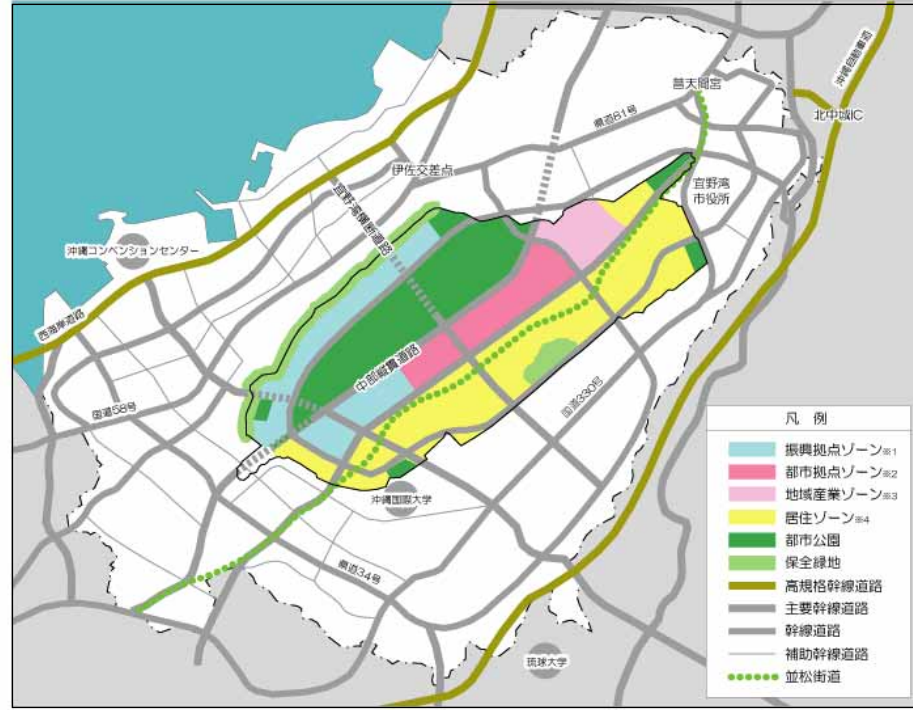 沖縄自動車道
普天間宮
北中城IC
県道81号
伊佐交差点
宜野湾
市役所
宜野湾横断道路
沖縄コンベンションセンター
西海岸道路
中部縦貫道路
国道58号
国道330号
沖縄国際大学
県道34号
琉球大学
凡 例
振興拠点ゾーン※1
都市拠点ゾーン※2
地域産業ゾーン※3
居住ゾーン※4
都市公園
保全緑地
高規格幹線道路
主要幹線道路
幹線道路
補助幹線道路
並松街道